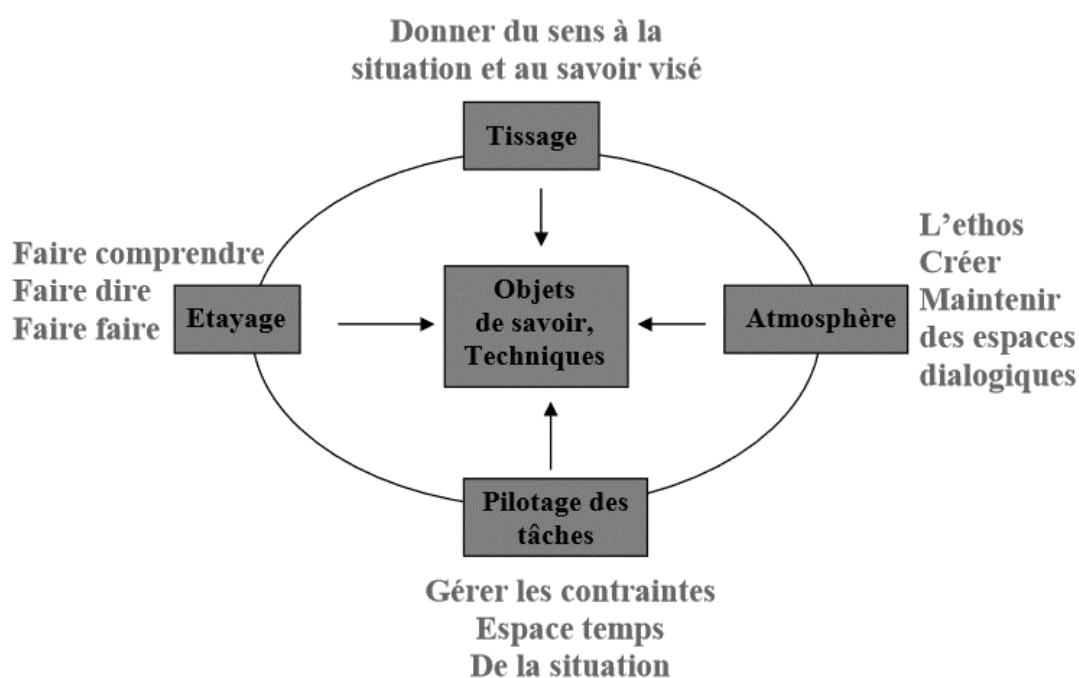 Donner du sens à la
situation et au savoir visé
Tissage
Faire comprendre
Faire dire
Faire faire
Etayage
Objets
de savoir,
Techniques
Atmosphère
L'ethos
Créer
Maintenir
des espaces
dialogiques
Pilotage des
tâches
Gérer les contraintes
Espace temps
De la situation